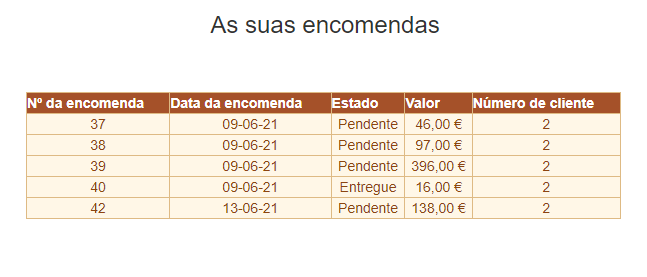 As suas encomendas
Nº da encomenda Data da encomenda Estado Valor Número de cliente
37 09-06-21 Pendente 46,00 € 2
38 09-06-21 Pendente 97,00 € 2
39 09-06-21 Pendente 396,00 € 2
40 09-06-21 Entregue 16,00 € 2
42 13-06-21 Pendente 138,00 € 2